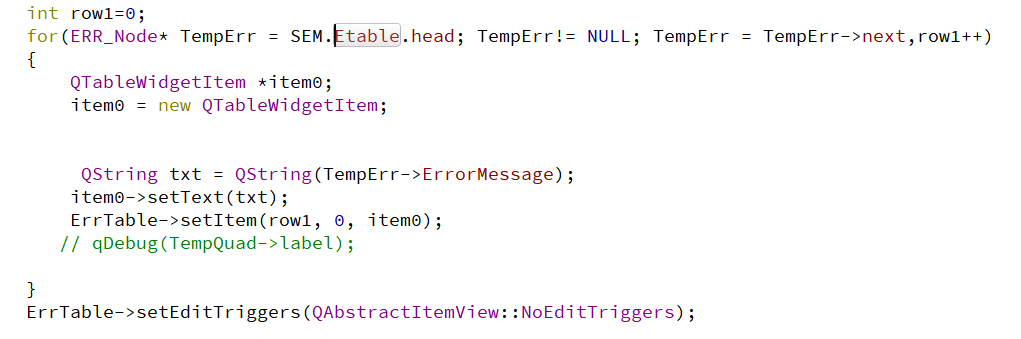 int row1=0;
for(ERR_Node* TempErr = SEM.Etable.head; TempErr!= NULL; TempErr = TempErr->next,row1++)
{
QTableWidgetItem *item0;
item0 = new QTableWidgetItem;
QString txt = QString(TempErr->ErrorMessage);
item0->setText(txt);
ErrTable->setItem(row1, 0, item0);
// qDebug(TempQuad->label);
}
ErrTable->setEditTriggers(QAbstractItemView::NoEditTriggers);